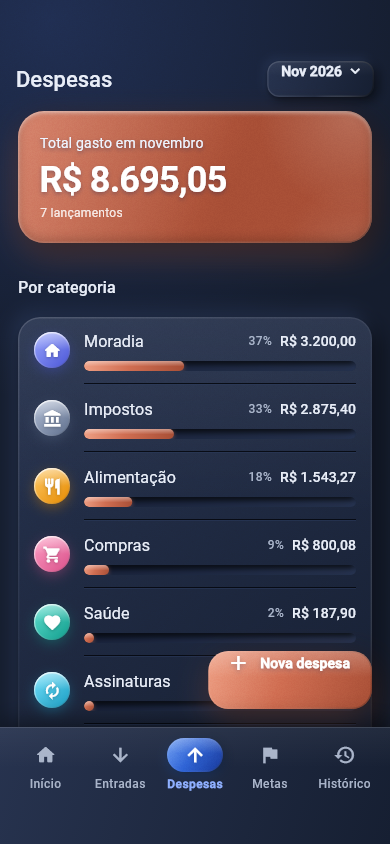 Despesas
Nov 2026
Total gasto em novembro
R$ 8.695,05
7 lançamentos
Por categoria
Moradia 37% R$ 3.200,00
Impostos 33% R$ 2.875,40
Alimentação 18% R$ 1.543,27
Compras 9% R$ 800,08
Saúde 2% R$ 187,90
Nova despesa
Assinaturas
Início Entradas Despesas Metas Histórico